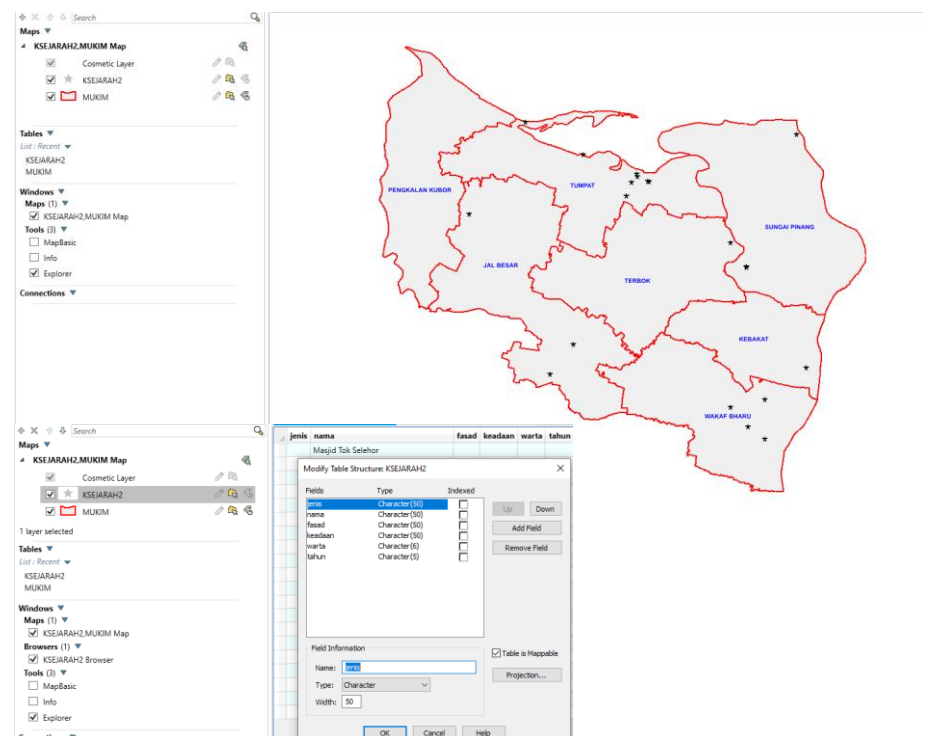 Search
Maps
KSEJARAH2,MUKIM Map
Cosmetic Layer
KSEJARAH2
MUKIM
Tables
List : Recent
KSEJARAH2
MUKIM
Windows
Maps (1)
KSEJARAH2,MUKIM Map
Tools (3)
MapBasic
Info
Explorer
Connections
PENGKALAN KUBOR
TUMPAT
SUNGAI PINANG
JAL BESAR
TERBOK
KEBAKAT
WAKAF BHARU
Search
Maps
KSEJARAH2,MUKIM Map
Cosmetic Layer
KSEJARAH2
MUKIM
1 layer selected
Tables
List : Recent
KSEJARAH2
MUKIM
Windows
Maps (1)
KSEJARAH2,MUKIM Map
Browsers (1)
KSEJARAH2 Browser
Tools (3)
MapBasic
Info
Explorer
jenis nama fasad keadaan warta tahun
Masjid Tok Selehor
Modify Table Structure: KSEJARAH2
Fields Type Indexed
jenis Character(50)
nama Character(50)
fasad Character(50)
keadaan Character(50)
warta Character(6)
tahun Character(5)
Up Down
Add Field
Remove Field
Field Information
Name: jenis
Type: Character
Width: 50
Table is Mappable
Projection...
OK Cancel Help